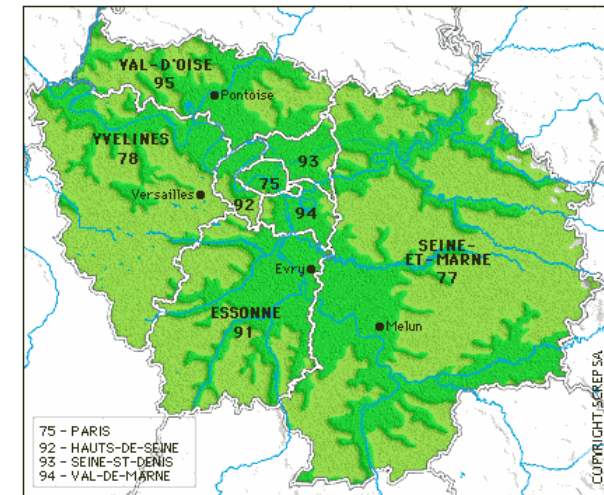 VAL-D'OISE
95
Pontoise
YVELINES
78
93
75
Versailles
92
94
SEINE-
ET-MARNE
77
Evry
ESSONNE
91
Melun
75 - PARIS
92 - HAUTS-DE-SEINE
93 - SEINE-ST-DENIS
94 - VAL-DE-MARNE
COPYRIGHT SCREP SA